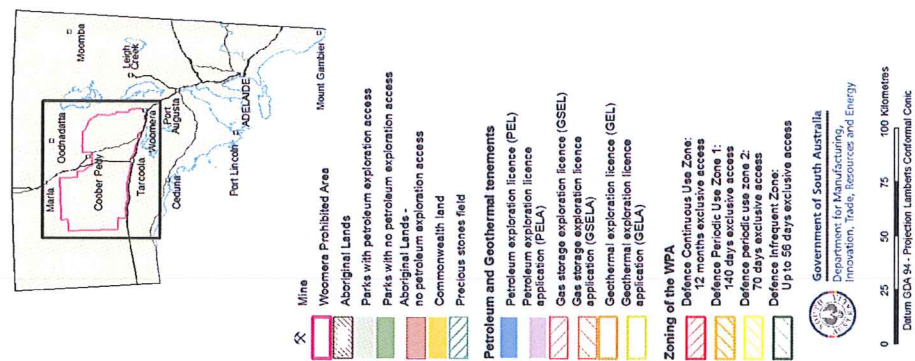 Marla
Oodnadatta
Moomba
Coober Pedy
Leigh
Creek
Tarcoola
Woomera
Port
Augusta
Ceduna
Port Lincoln
ADELAIDE
Mount Gambier
Mine
Woomera Prohibited Area
Aboriginal Lands
Parks with petroleum exploration access
Parks with no petroleum exploration access
Aboriginal Lands-
no petroleum exploration access
Commonwealth land
Precious stones field
Petroleum and Geothermal tenements
Petroleum exploration licence (PEL)
Petroleum exploration licence
application (PELA)
Gas storage exploration licence (GSEL)
Gas storage exploration licence
application (GSELA)
Geothermal exploration licence (GEL)
Geothermal exploration licence
application (GELA)
Zoning of the WPA
Defence Continuous Use Zone:
12 months exclusive access
Defence Periodic Use Zone 1:
140 days exclusive access
Defence periodic use zone 2:
70 days exclusive access
Defence Infrequent Zone:
Up to 56 days exclusive access
Government of South Australia
Department for Manufacturing,
Innovation, Trade, Resources and Energy
0 25 50 75 100 Kilometres
Datum GDA 94 - Projection Lamberts Conformal Conic